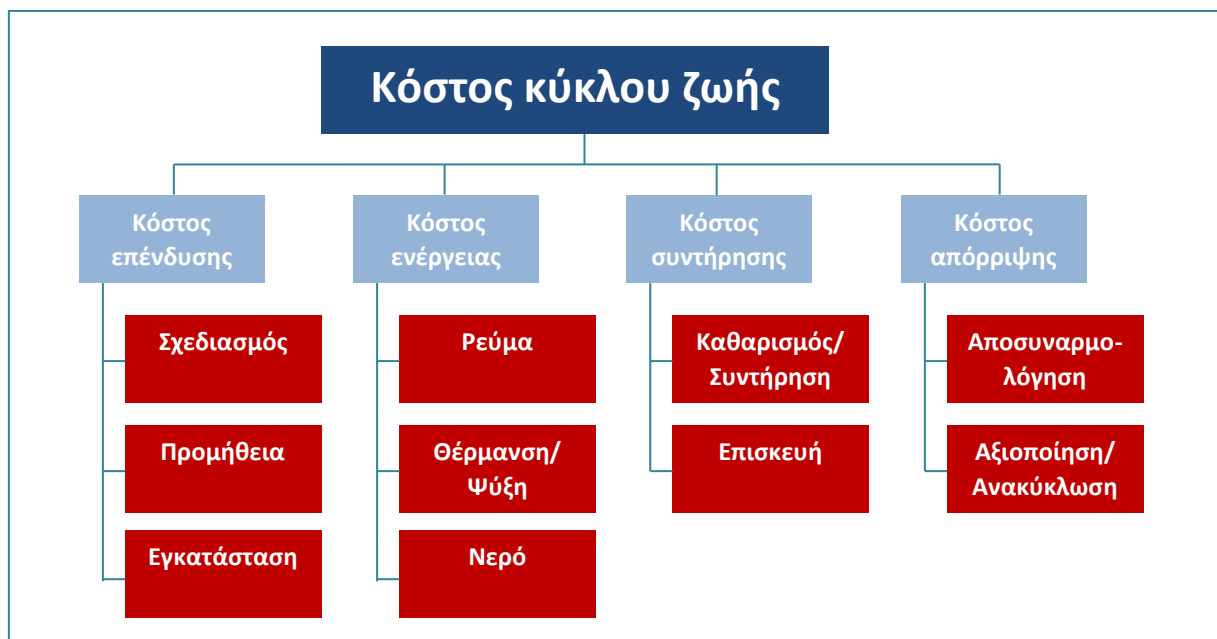 Κόστος κύκλου ζωής
Κόστος
επένδυσης
Κόστος
ενέργειας
Κόστος
συντήρησης
Κόστος
απόρριψης
Σχεδιασμός
Ρεύμα
Καθαρισμός/
Συντήρηση
Αποσυναρμο-
λόγηση
Προμήθεια
Θέρμανση/
Ψύξη
Επισκευή
Αξιοποίηση/
Ανακύκλωση
Εγκατάσταση
Νερό